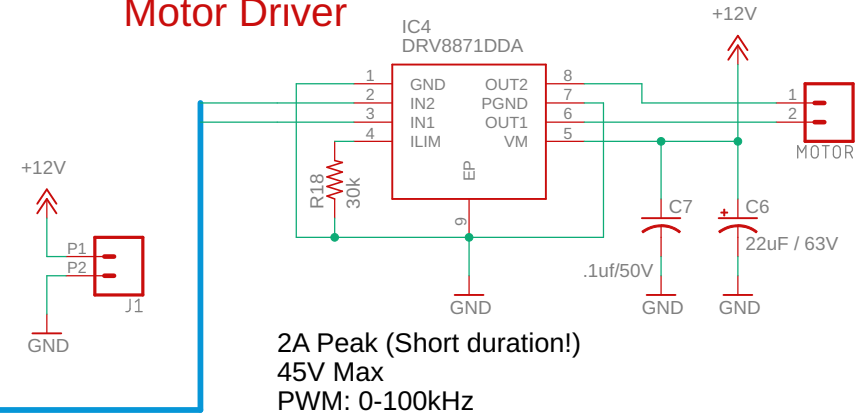 Motor Driver
+12V
IC4
DRV8871DDA
1 GND OUT2 8
2 IN2 PGND 7
3 IN1 OUT1 6
4 ILIM VM 5
EP
9
1
2
MOTOR
R18
30k
+12V
P1
P2
J1
GND
C7
.1uf/50V
C6
+
22uF / 63V
GND
GND
GND
2A Peak (Short duration!)
45V Max
PWM: 0-100kHz